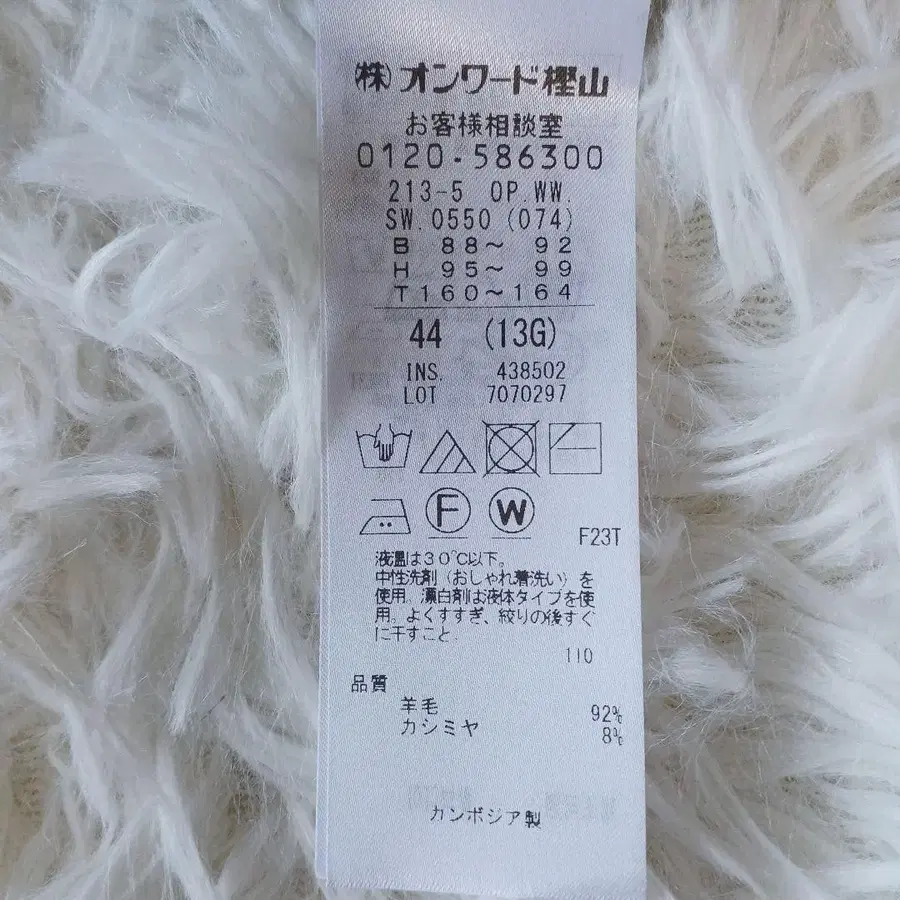 ㈱オンワード樫山
お客様相談室
0120-586300
213-5 OP.WW.
SW.0550 (074)
B 88～ 92
H 95～ 99
T160～164
44 (13G)
INS. 438502
LOT 7070297
F W
F23T
液温は30℃以下。
中性洗剤（おしゃれ着洗い）を
使用。漂白剤は液体タイプを使
用。よくすすぎ、絞りの後すぐ
に干すこと。
110
品質
羊毛 92%
カシミヤ 8%
カンボジア製